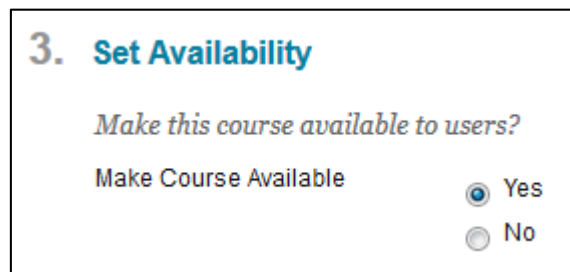 3. Set Availability
Make this course available to users?
Make Course Available
Yes
No